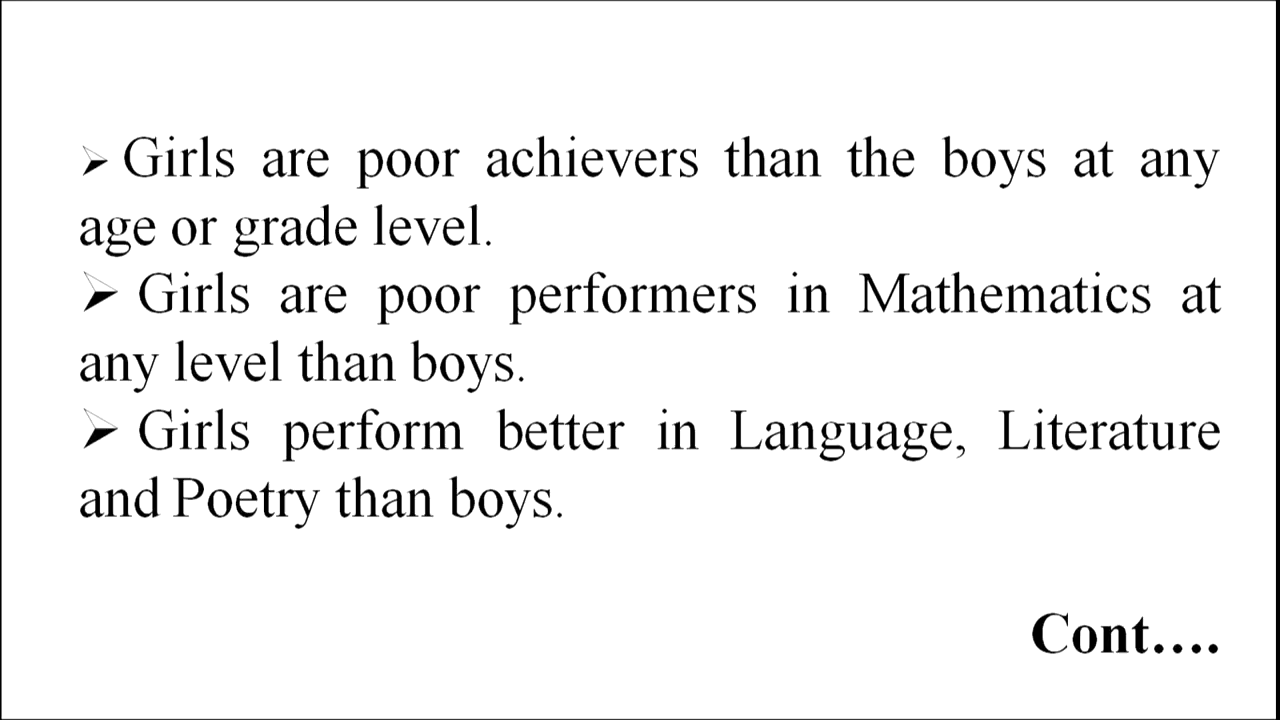 ➢ Girls are poor achievers than the boys at any
age or grade level.
➢ Girls are poor performers in Mathematics at
any level than boys.
➢ Girls perform better in Language, Literature
and Poetry than boys.
Cont....